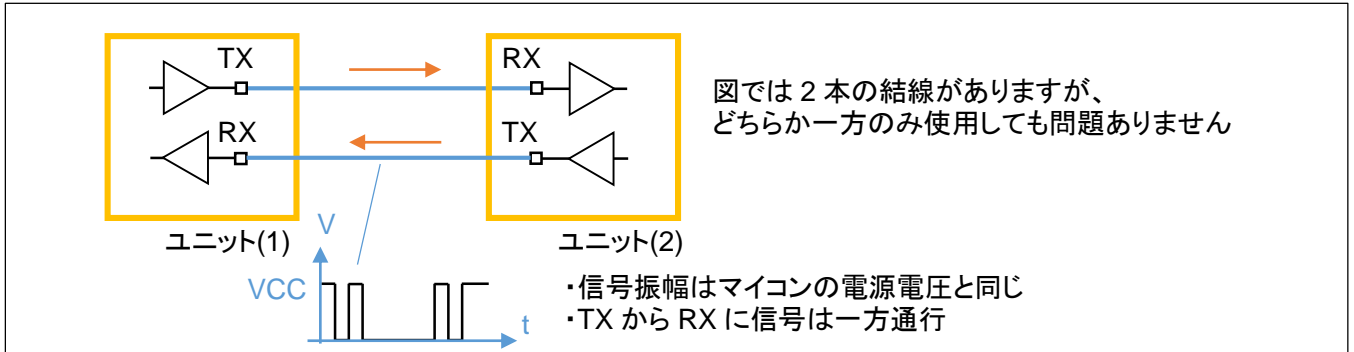 TX
RX
RX
TX
図では 2 本の結線がありますが、
どちらか一方のみ使用しても問題ありません
ユニット(1)
ユニット(2)
V
VCC
t
・信号振幅はマイコンの電源電圧と同じ
・TX から RX に信号は一方通行